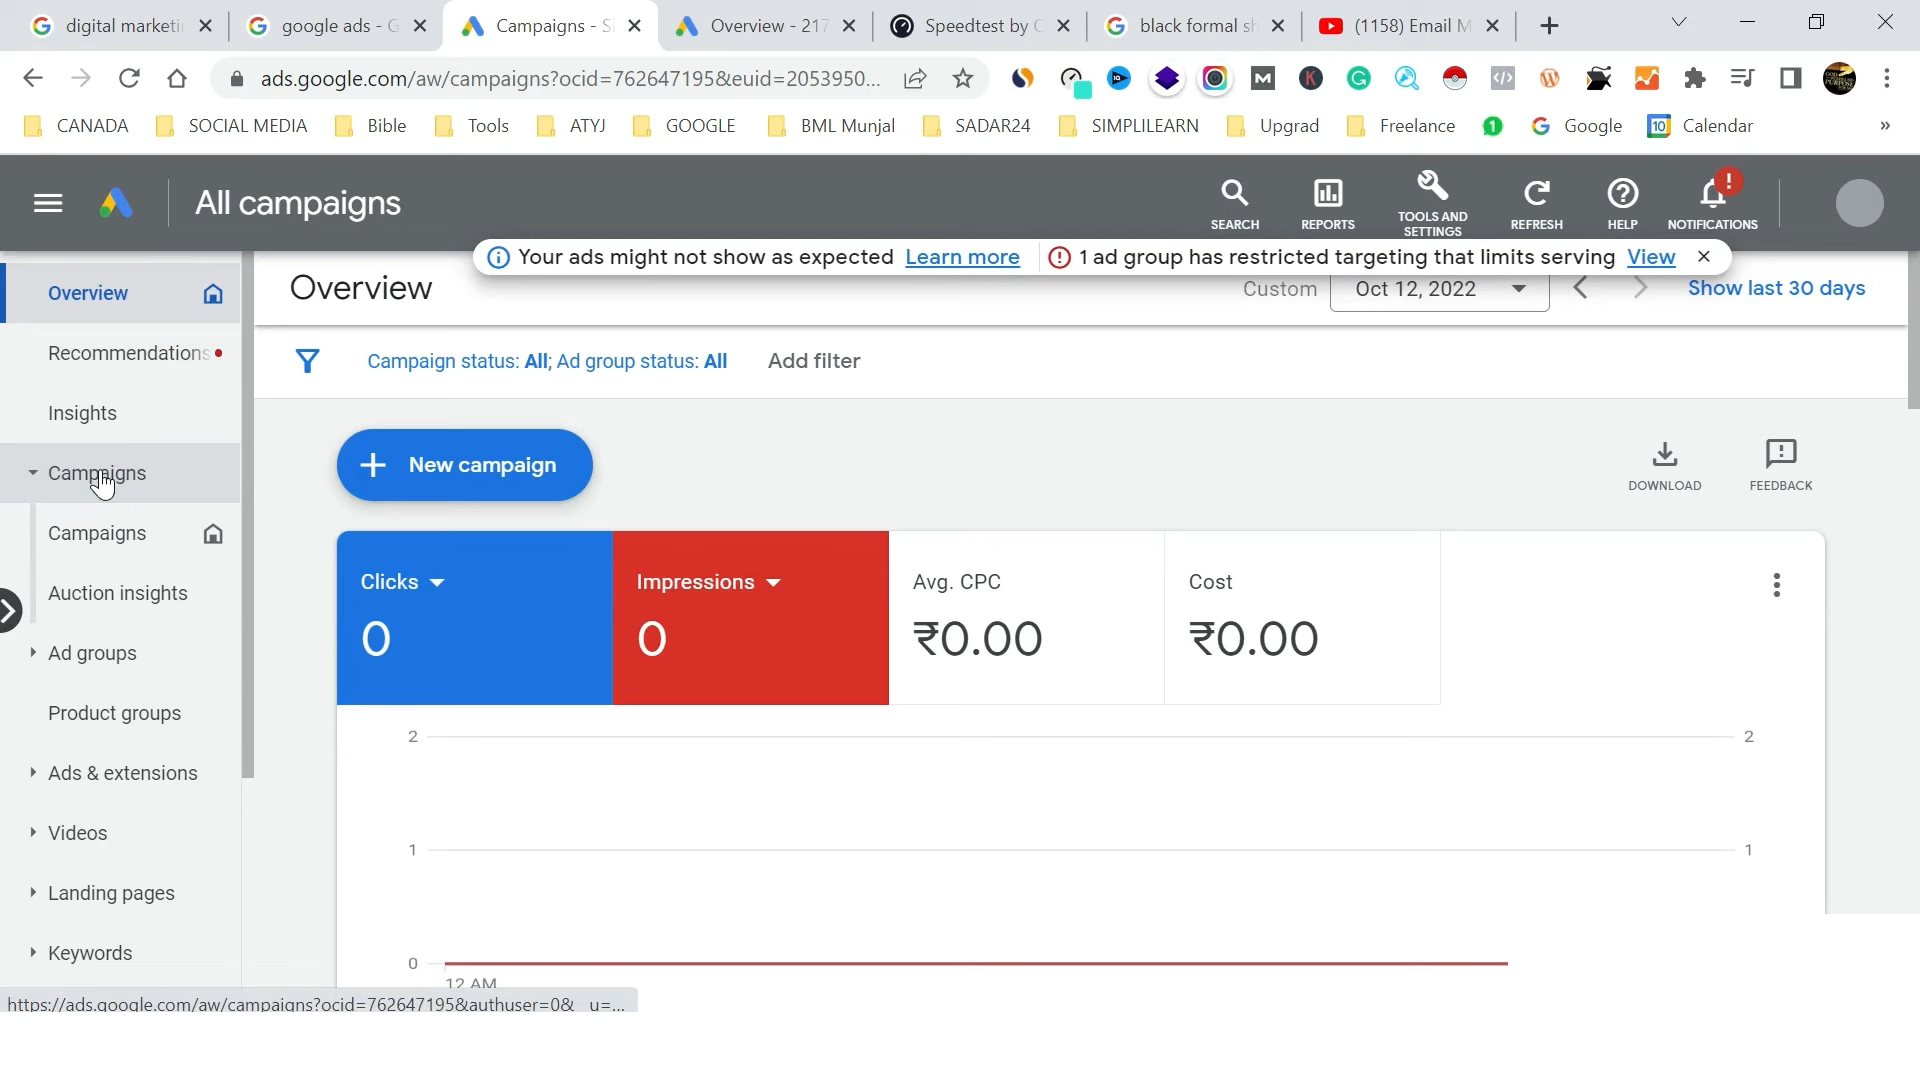 digital marketi
google ads - G
Campaigns - S
Overview - 217
Speedtest by O
black formal sh
(1158) Email M
ads.google.com/aw/campaigns?ocid=762647195&euid=2053950...
CANADA
SOCIAL MEDIA
Bible
Tools
ATYJ
GOOGLE
BML Munjal
SADAR24
SIMPLILEARN
Upgrad
Freelance
1
Google
10
Calendar
»
All campaigns
SEARCH
REPORTS
TOOLS AND
SETTINGS
REFRESH
HELP
NOTIFICATIONS
Your ads might not show as expected Learn more
1 ad group has restricted targeting that limits serving View
Overview
Recommendations
Insights
Campaigns
Campaigns
Auction insights
Ad groups
Product groups
Ads & extensions
Videos
Landing pages
Keywords
Overview
Custom
Oct 12, 2022
Show last 30 days
Campaign status: All; Ad group status: All
Add filter
New campaign
DOWNLOAD
FEEDBACK
Clicks
0
Impressions
0
Avg. CPC
₹0.00
Cost
₹0.00
2
2
1
1
0
12 AM
https://ads.google.com/aw/campaigns?ocid=762647195&authuser=0&__u=...